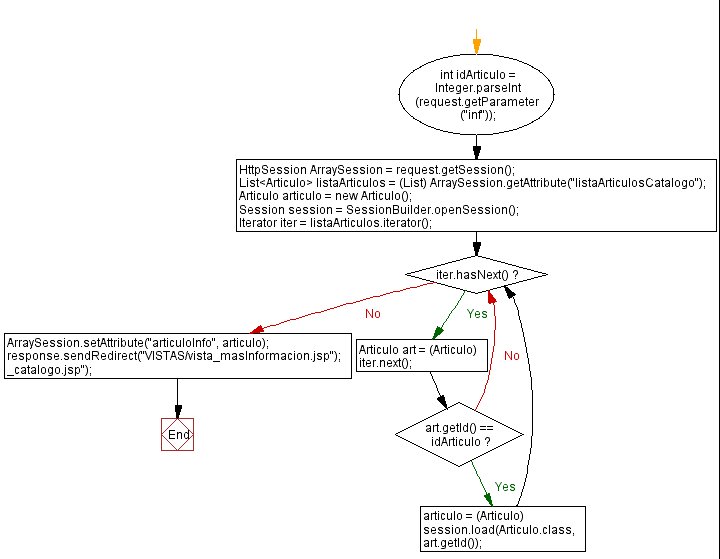 int idArticulo =
Integer.parseInt
(request.getParameter
("inf"));
HttpSession ArraySession = request.getSession();
List<Articulo> listaArticulos = (List) ArraySession.getAttribute("listaArticulosCatalogo");
Articulo articulo = new Articulo();
Session session = SessionBuilder.openSession();
Iterator iter = listaArticulos.iterator();
iter.hasNext() ?
No
Yes
ArraySession.setAttribute("articuloInfo", articulo);
response.sendRedirect("VISTAS/vista_masInformacion.jsp");
_catalogo.jsp");
Articulo art = (Articulo)
iter.next();
No
End
art.getId() ==
idArticulo ?
Yes
articulo = (Articulo)
session.load(Articulo.class,
art.getId());